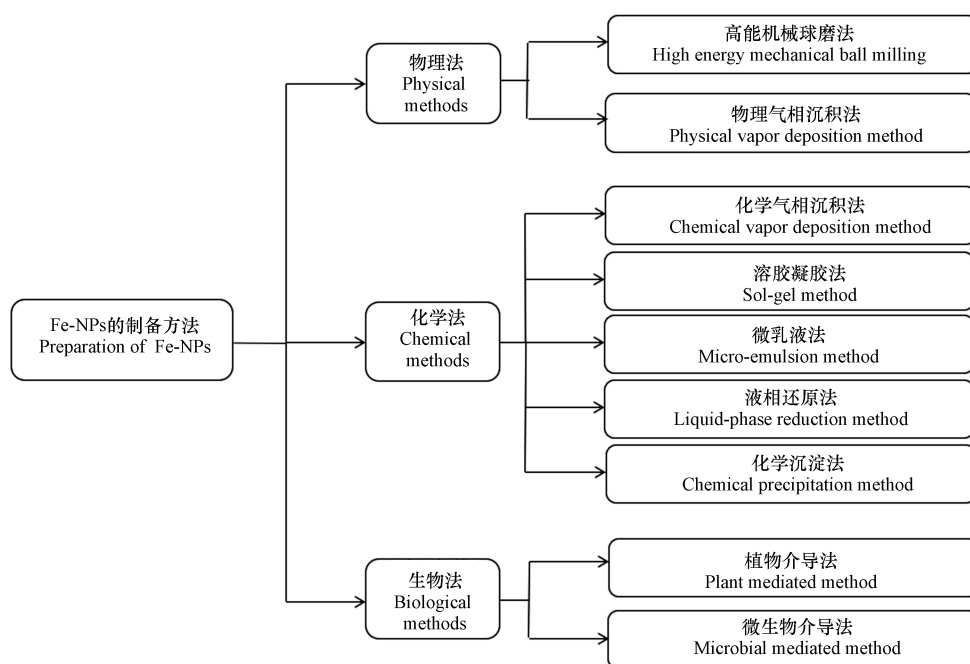 Fe-NPs的制备方法
Preparation of Fe-NPs
物理法
Physical
methods
高能机械球磨法
High energy mechanical ball milling
物理气相沉积法
Physical vapor deposition method
化学法
Chemical
methods
化学气相沉积法
Chemical vapor deposition method
溶胶凝胶法
Sol-gel method
微乳液法
Micro-emulsion method
液相还原法
Liquid-phase reduction method
化学沉淀法
Chemical precipitation method
生物法
Biological
methods
植物介导法
Plant mediated method
微生物介导法
Microbial mediated method